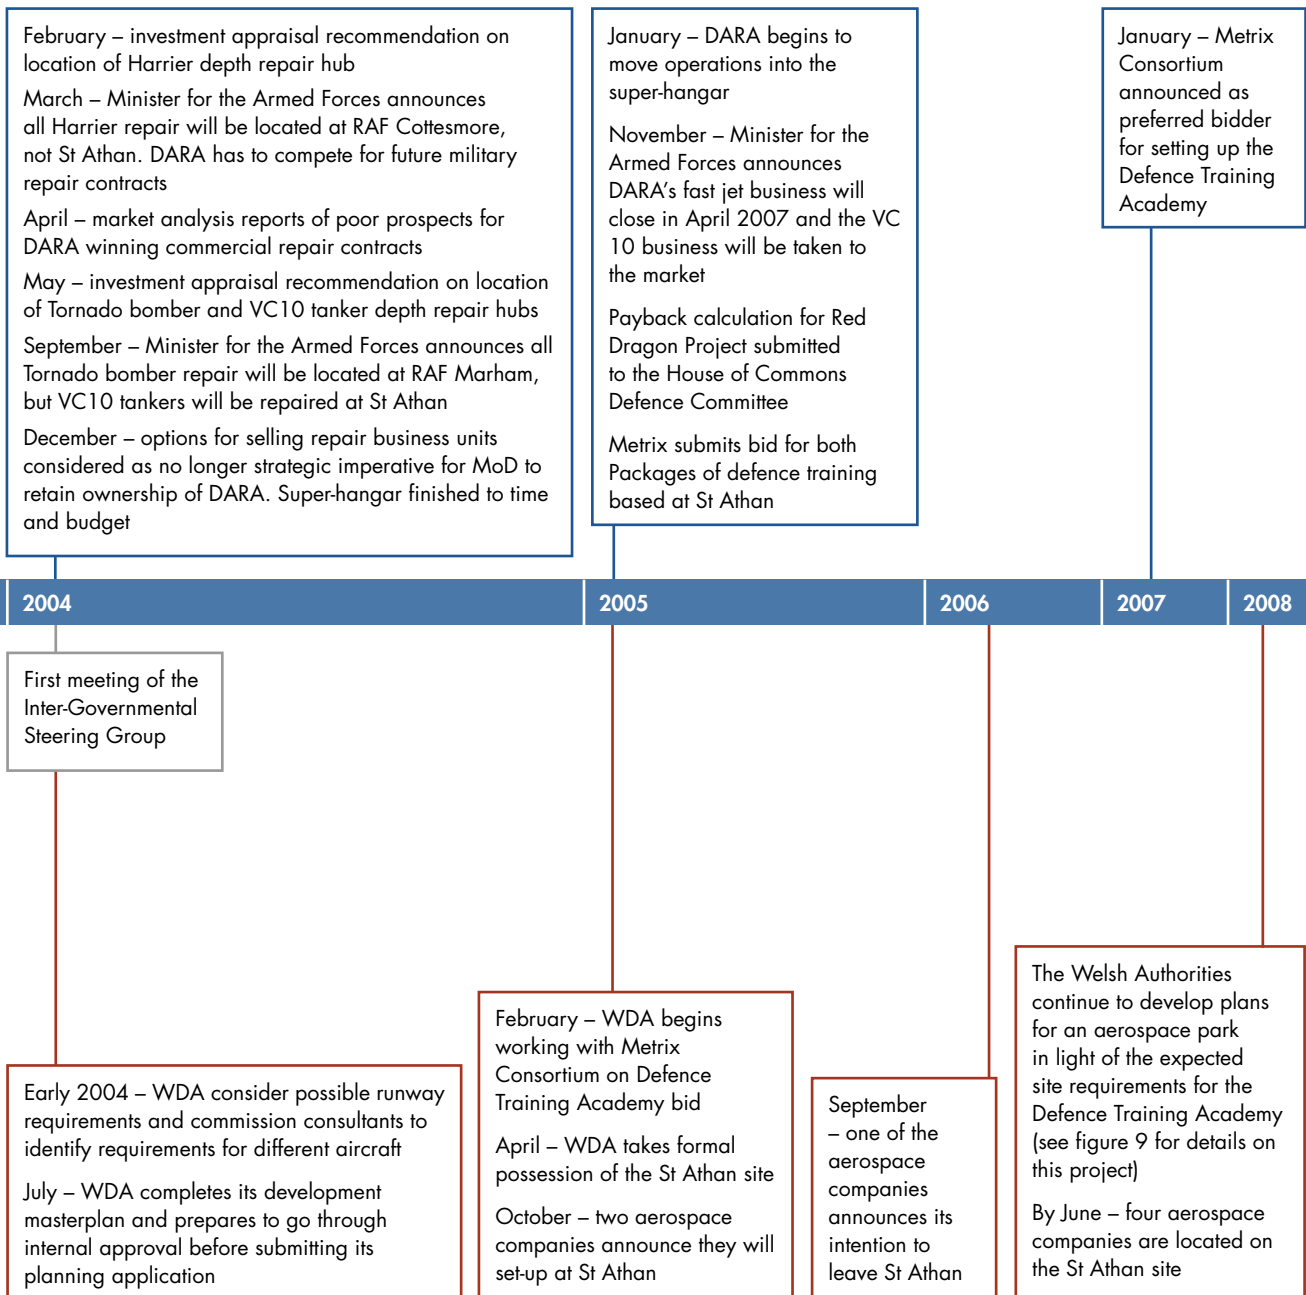 February – investment appraisal recommendation on
location of Harrier depth repair hub
March – Minister for the Armed Forces announces
all Harrier repair will be located at RAF Cottesmore,
not St Athan. DARA has to compete for future military
repair contracts
April – market analysis reports of poor prospects for
DARA winning commercial repair contracts
May – investment appraisal recommendation on location
of Tornado bomber and VC10 tanker depth repair hubs
September – Minister for the Armed Forces announces all
Tornado bomber repair will be located at RAF Marham,
but VC10 tankers will be repaired at St Athan
December – options for selling repair business units
considered as no longer strategic imperative for MoD to
retain ownership of DARA. Super-hangar finished to time
and budget
January – DARA begins to
move operations into the
super-hangar
November – Minister for the
Armed Forces announces
DARA's fast jet business will
close in April 2007 and the VC
10 business will be taken to
the market
Payback calculation for Red
Dragon Project submitted
to the House of Commons
Defence Committee
Metrix submits bid for both
Packages of defence training
based at St Athan
January – Metrix
Consortium
announced as
preferred bidder
for setting up the
Defence Training
Academy
2004
2005
2006
2007
2008
First meeting of the
Inter-Governmental
Steering Group
Early 2004 – WDA consider possible runway
requirements and commission consultants to
identify requirements for different aircraft
July – WDA completes its development
masterplan and prepares to go through
internal approval before submitting its
planning application
February – WDA begins
working with Metrix
Consortium on Defence
Training Academy bid
April – WDA takes formal
possession of the St Athan site
October – two aerospace
companies announce they will
set-up at St Athan
September
– one of the
aerospace
companies
announces its
intention to
leave St Athan
The Welsh Authorities
continue to develop plans
for an aerospace park
in light of the expected
site requirements for the
Defence Training Academy
(see figure 9 for details on
this project)
By June – four aerospace
companies are located on
the St Athan site